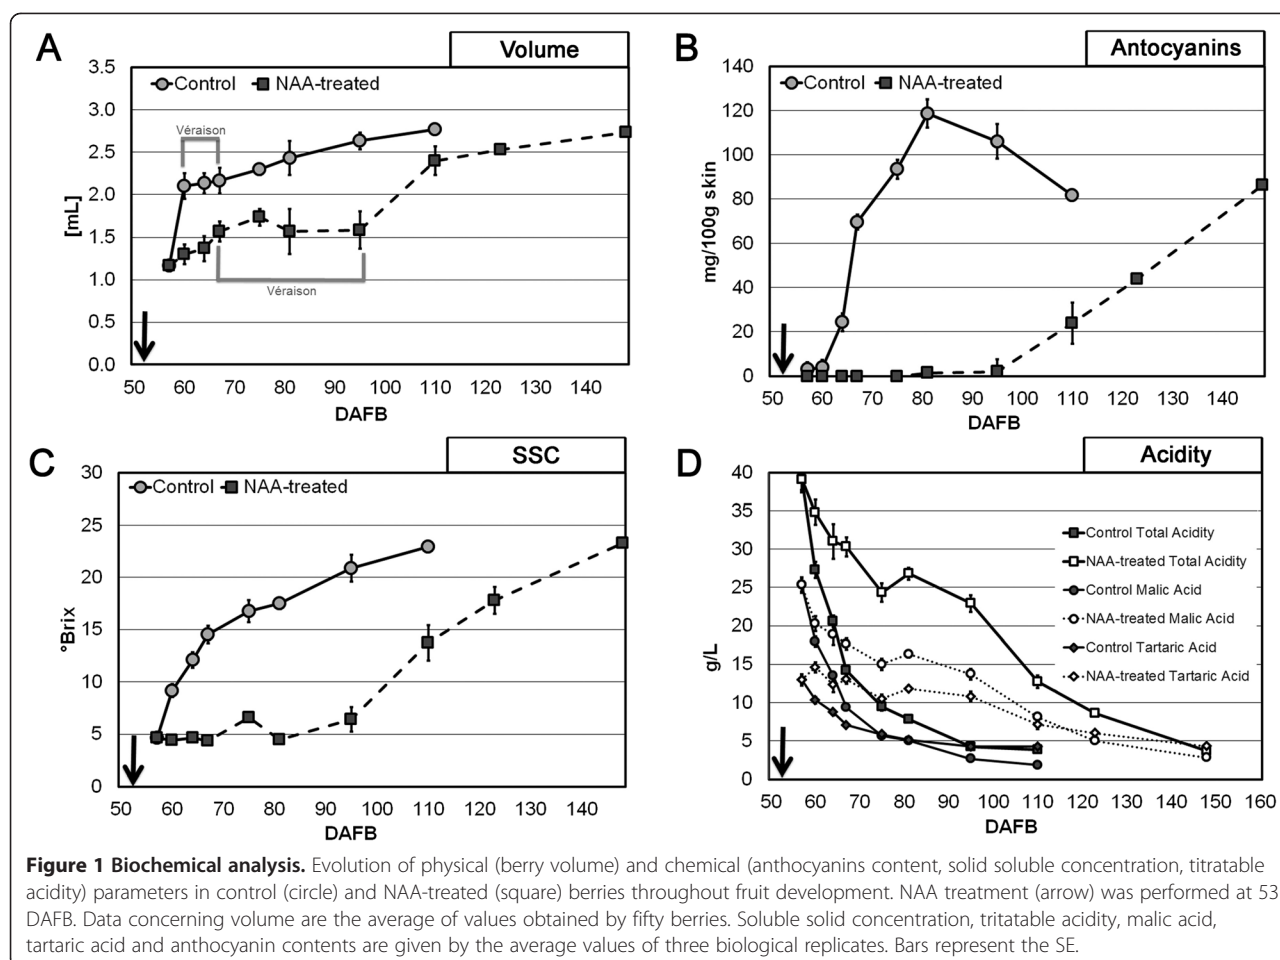 A
Volume
Control
NAA-treated
3.5
3.0
2.5
2.0
1.5
1.0
0.5
0.0
[mL]
Véraison
Véraison
50 60 70 80 90 100 110 120 130 140
DAFB
B
Antocyanins
Control
NAA-treated
140
120
100
80
60
40
20
0
mg/100g skin
50 60 70 80 90 100 110 120 130 140
DAFB
C
SSC
Control
NAA-treated
30
25
20
15
10
5
0
°Brix
50 60 70 80 90 100 110 120 130 140
DAFB
D
Acidity
40
35
30
25
20
15
10
5
0
g/L
Control Total Acidity
NAA-treated Total Acidity
Control Malic Acid
NAA-treated Malic Acid
Control Tartaric Acid
NAA-treated Tartaric Acid
50 60 70 80 90 100 110 120 130 140 150 160
DAFB
Figure 1 Biochemical analysis. Evolution of physical (berry volume) and chemical (anthocyanins content, solid soluble concentration, titratable
acidity) parameters in control (circle) and NAA-treated (square) berries throughout fruit development. NAA treatment (arrow) was performed at 53
DAFB. Data concerning volume are the average of values obtained by fifty berries. Soluble solid concentration, tritatable acidity, malic acid,
tartaric acid and anthocyanin contents are given by the average values of three biological replicates. Bars represent the SE.